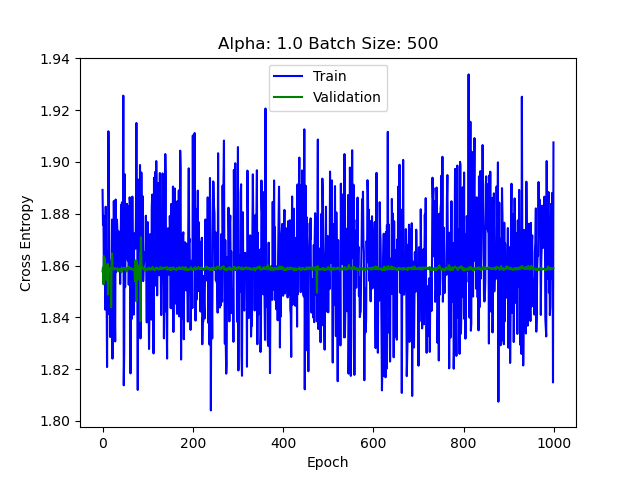 Alpha: 1.0 Batch Size: 500
Train
Validation
1.94
1.92
1.90
1.88
1.86
1.84
1.82
1.80
Cross Entropy
0 200 400 600 800 1000
Epoch